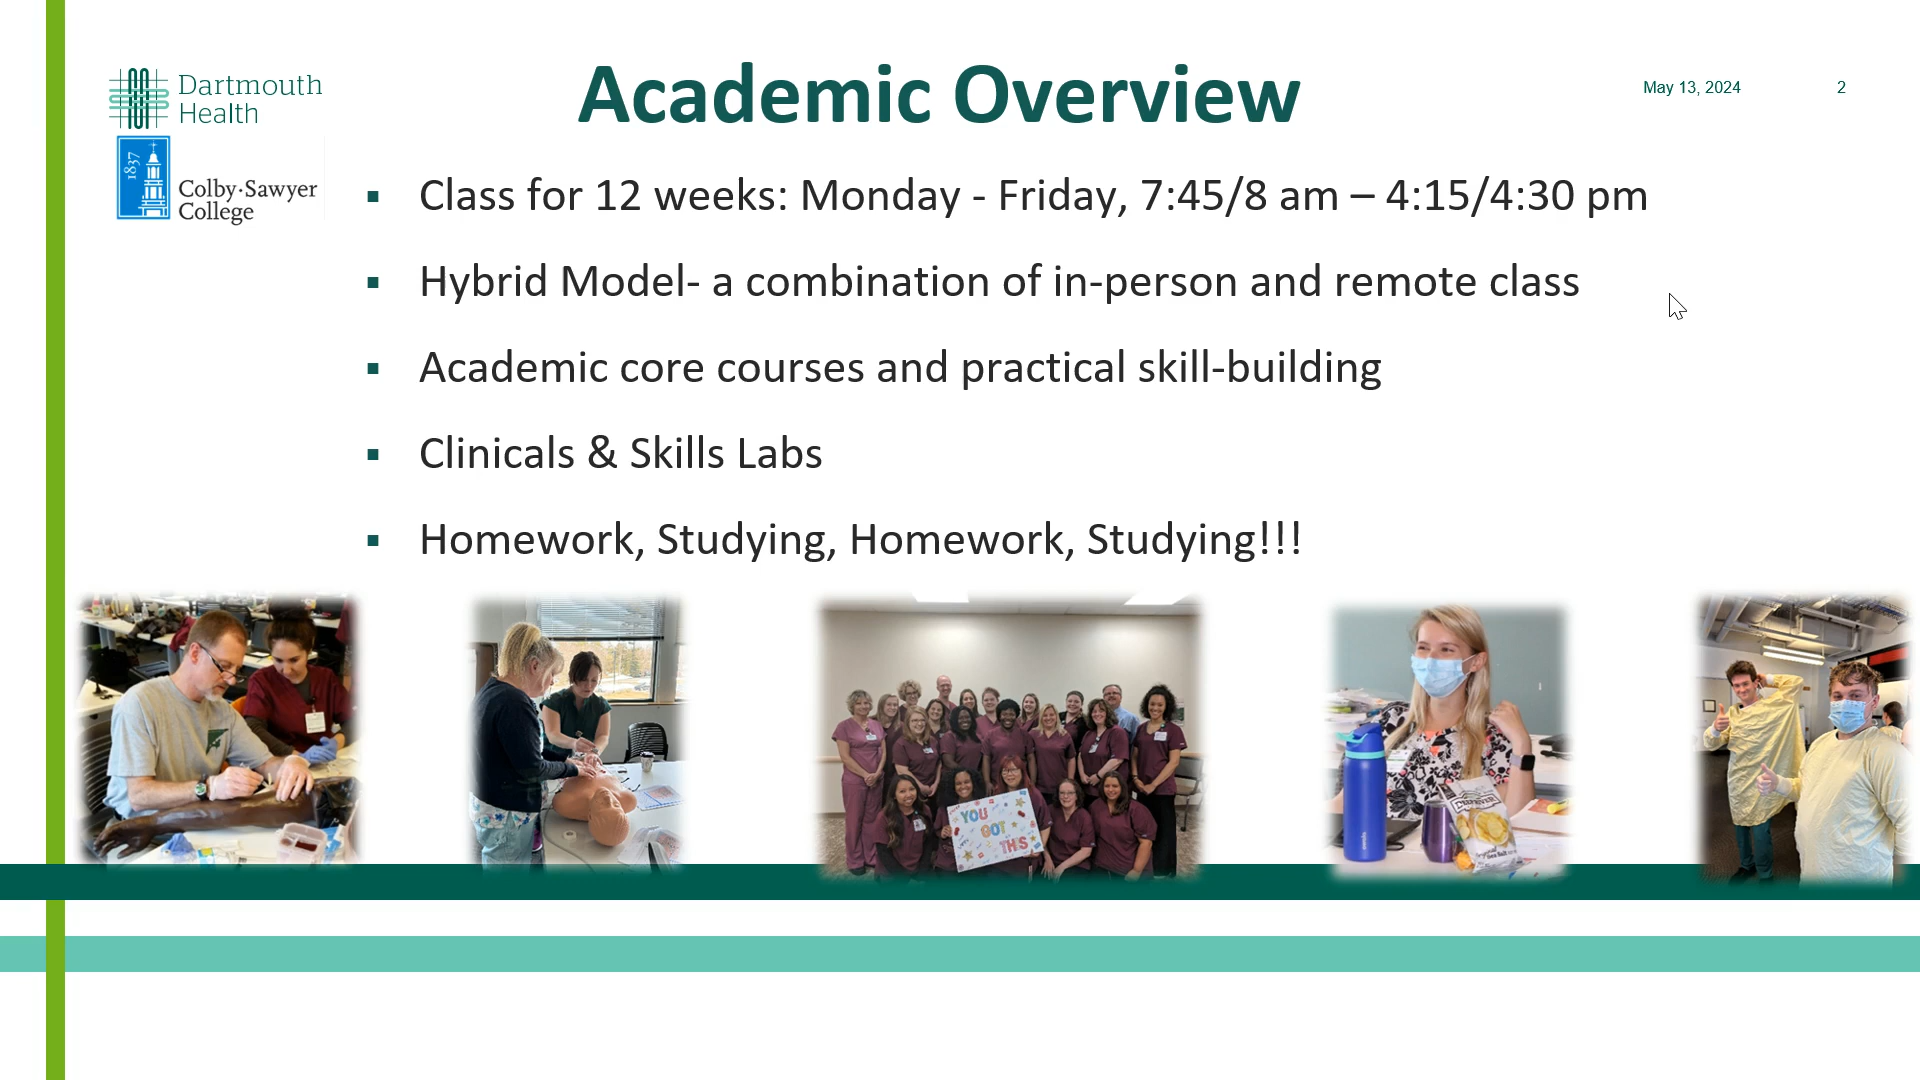 Dartmouth
Health
1837
Colby·Sawyer
College
Academic Overview
May 13, 2024
2
▪ Class for 12 weeks: Monday - Friday, 7:45/8 am – 4:15/4:30 pm
▪ Hybrid Model- a combination of in-person and remote class
▪ Academic core courses and practical skill-building
▪ Clinicals & Skills Labs
▪ Homework, Studying, Homework, Studying!!!
YOU
GOT
THIS